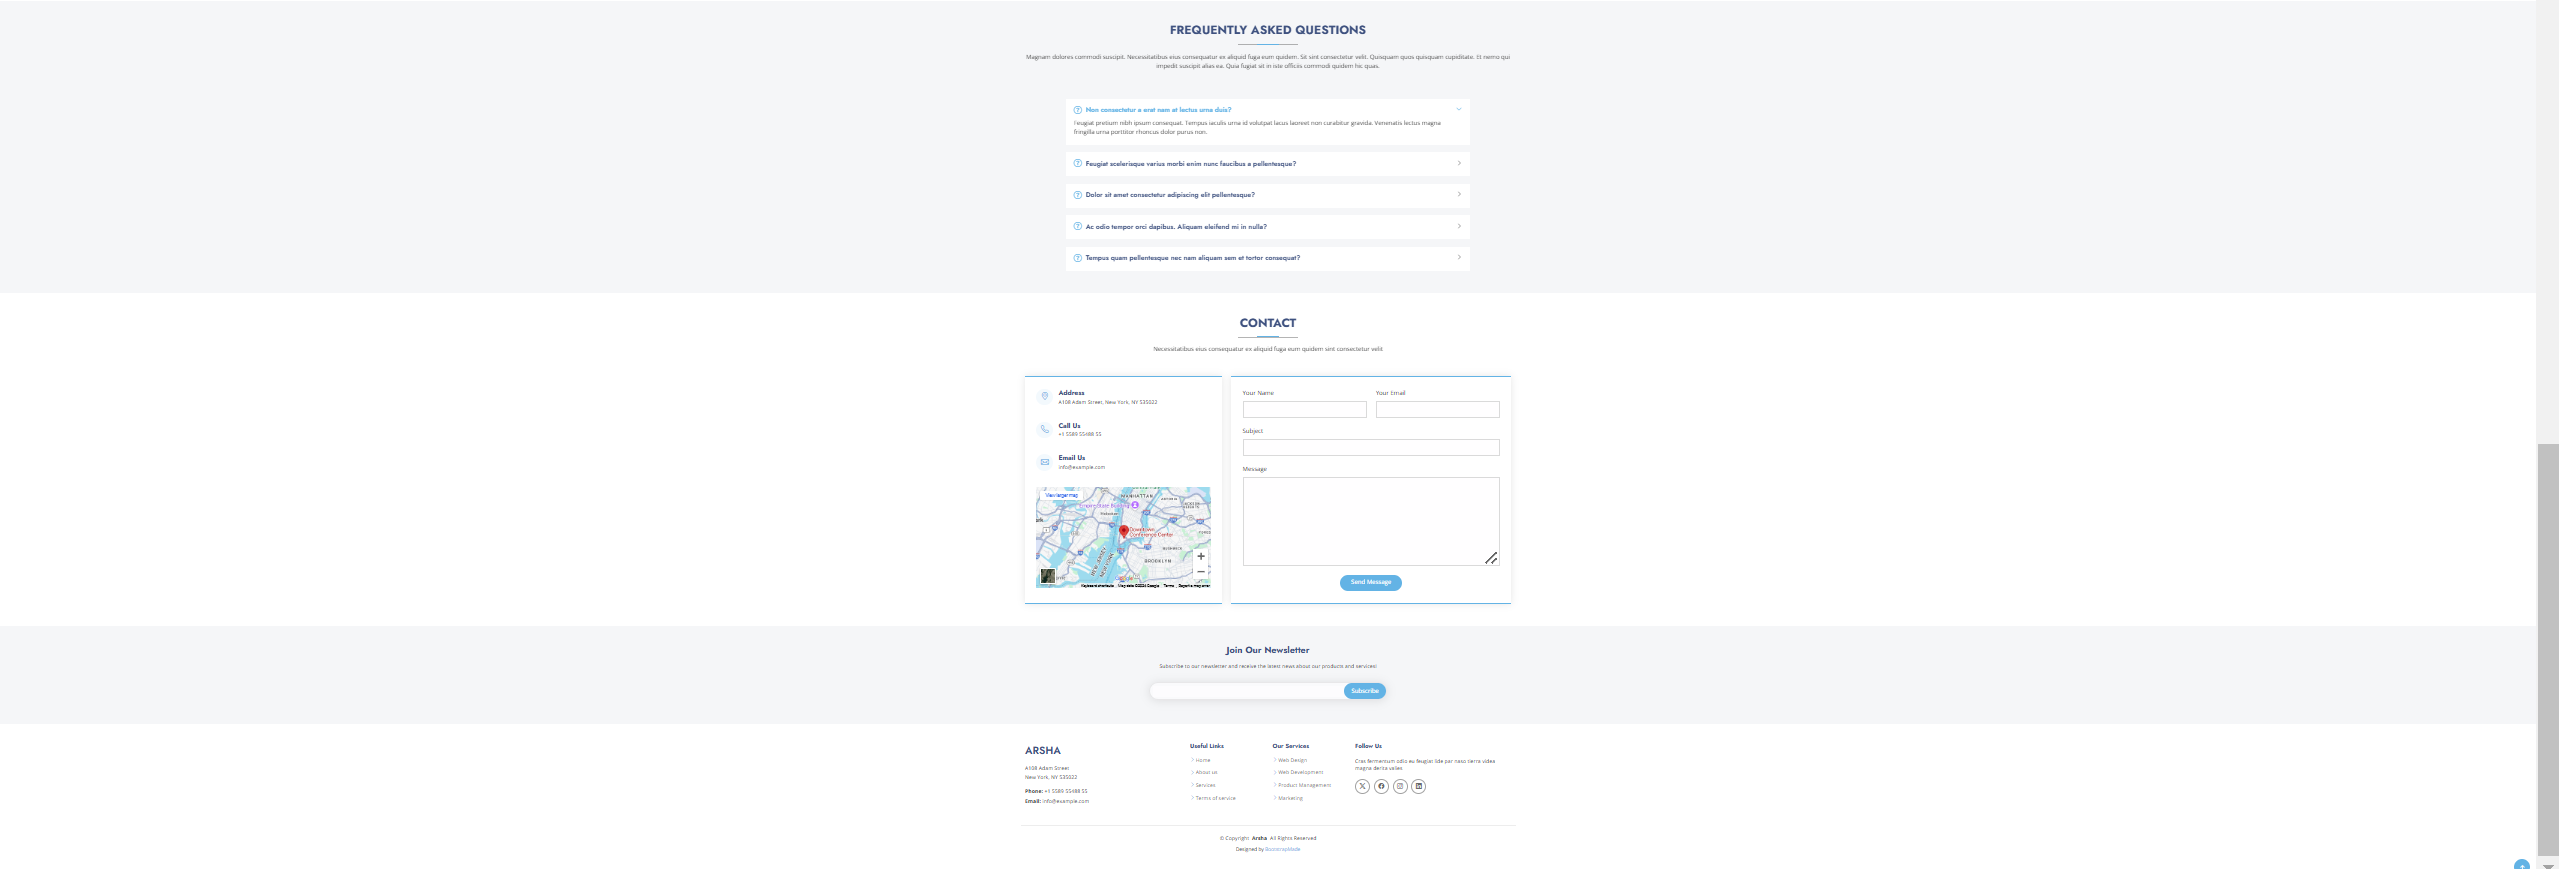 FREQUENTLY ASKED QUESTIONS
Magnam dolores commodi suscipit. Necessitatibus eius consequatur ex aliquid fuga eum quidem. Sit sint consectetur velit. Quisquam quos quisquam cupiditate. Et nemo qui
impedit suscipit alias ea. Quia fugiat sit in iste officiis commodi quidem hic quas.
Non consectetur a erat nam at lectus urna duis?
Feugiat pretium nibh ipsum consequat. Tempus iaculis urna id volutpat lacus laoreet non curabitur gravida. Venenatis lectus magna
fringilla urna porttitor rhoncus dolor purus non.
Feugiat scelerisque varius morbi enim nunc faucibus a pellentesque?
Dolor sit amet consectetur adipiscing elit pellentesque?
Ac odio tempor orci dapibus. Aliquam eleifend mi in nulla?
Tempus quam pellentesque nec nam aliquam sem et tortor consequat?
CONTACT
Necessitatibus eius consequatur ex aliquid fuga eum quidem sint consectetur velit
Address
A108 Adam Street, New York, NY 535022
Call Us
+1 5589 55488 55
Email Us
info@example.com
View larger map
MANHATTAN
ASTORIA
JACKSON
HEIGHTS
Empire State Building
Hoboken
Downtown
Conference Center
BUSHWICK
BROOKLYN
NEW JERSEY
NEW YORK
Google
Keyboard shortcuts
Map data ©2024 Google
Terms
Report a map error
Your Name
Your Email
Subject
Message
Send Message
Join Our Newsletter
Subscribe to our newsletter and receive the latest news about our products and services!
Subscribe
ARSHA
A108 Adam Street
New York, NY 535022
Phone: +1 5589 55488 55
Email: info@example.com
Useful Links
Home
About us
Services
Terms of service
Our Services
Web Design
Web Development
Product Management
Marketing
Follow Us
Cras fermentum odio eu feugiat lide par naso tierra videa
magna derita valies
© Copyright Arsha All Rights Reserved
Designed by BootstrapMade